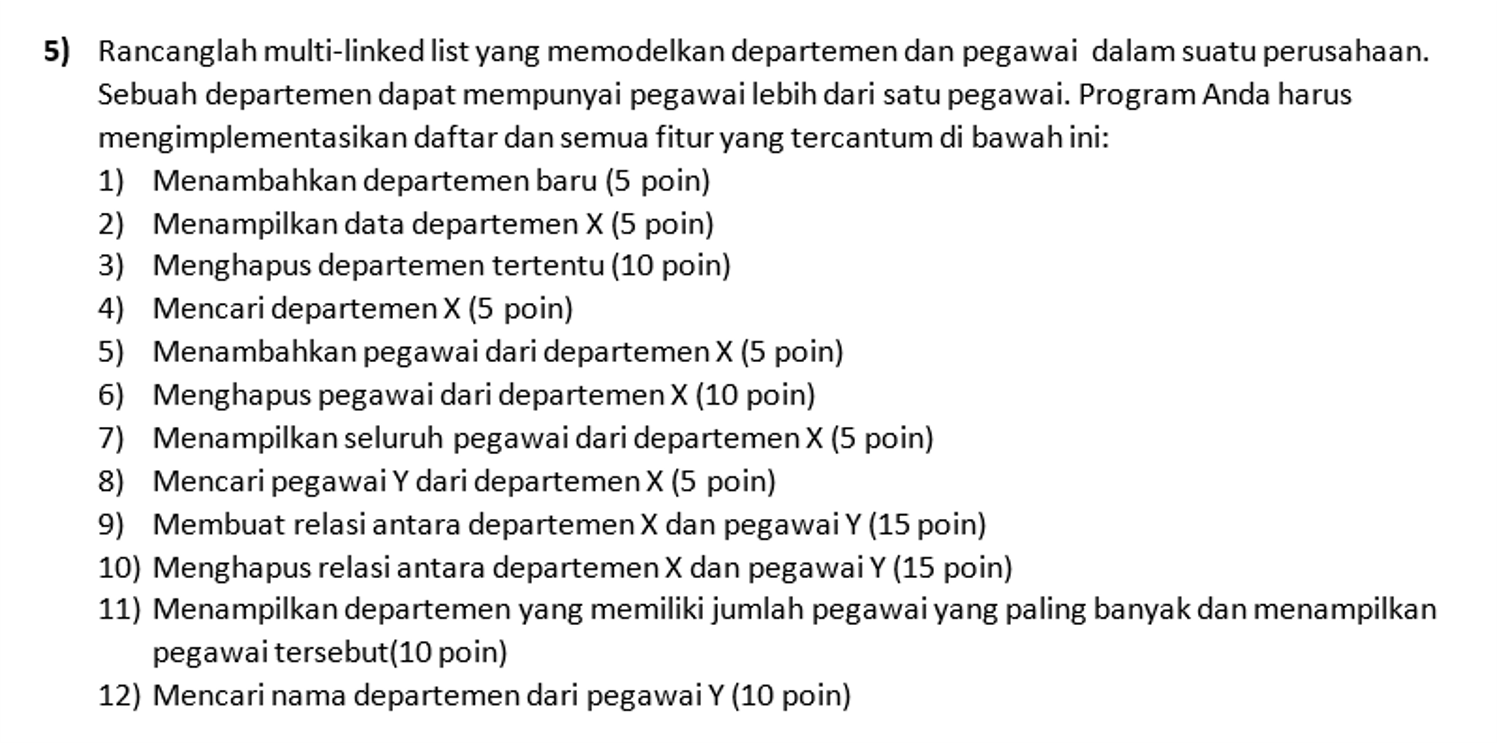 5) Rancanglah multi-linked list yang memodelkan departemen dan pegawai dalam suatu perusahaan.
Sebuah departemen dapat mempunyai pegawai lebih dari satu pegawai. Program Anda harus
mengimplementasikan daftar dan semua fitur yang tercantum di bawah ini:
1) Menambahkan departemen baru (5 poin)
2) Menampilkan data departemen X (5 poin)
3) Menghapus departemen tertentu (10 poin)
4) Mencari departemen X (5 poin)
5) Menambahkan pegawai dari departemen X (5 poin)
6) Menghapus pegawai dari departemen X (10 poin)
7) Menampilkan seluruh pegawai dari departemen X (5 poin)
8) Mencari pegawai Y dari departemen X (5 poin)
9) Membuat relasi antara departemen X dan pegawai Y (15 poin)
10) Menghapus relasi antara departemen X dan pegawai Y (15 poin)
11) Menampilkan departemen yang memiliki jumlah pegawai yang paling banyak dan menampilkan
pegawai tersebut(10 poin)
12) Mencari nama departemen dari pegawai Y (10 poin)